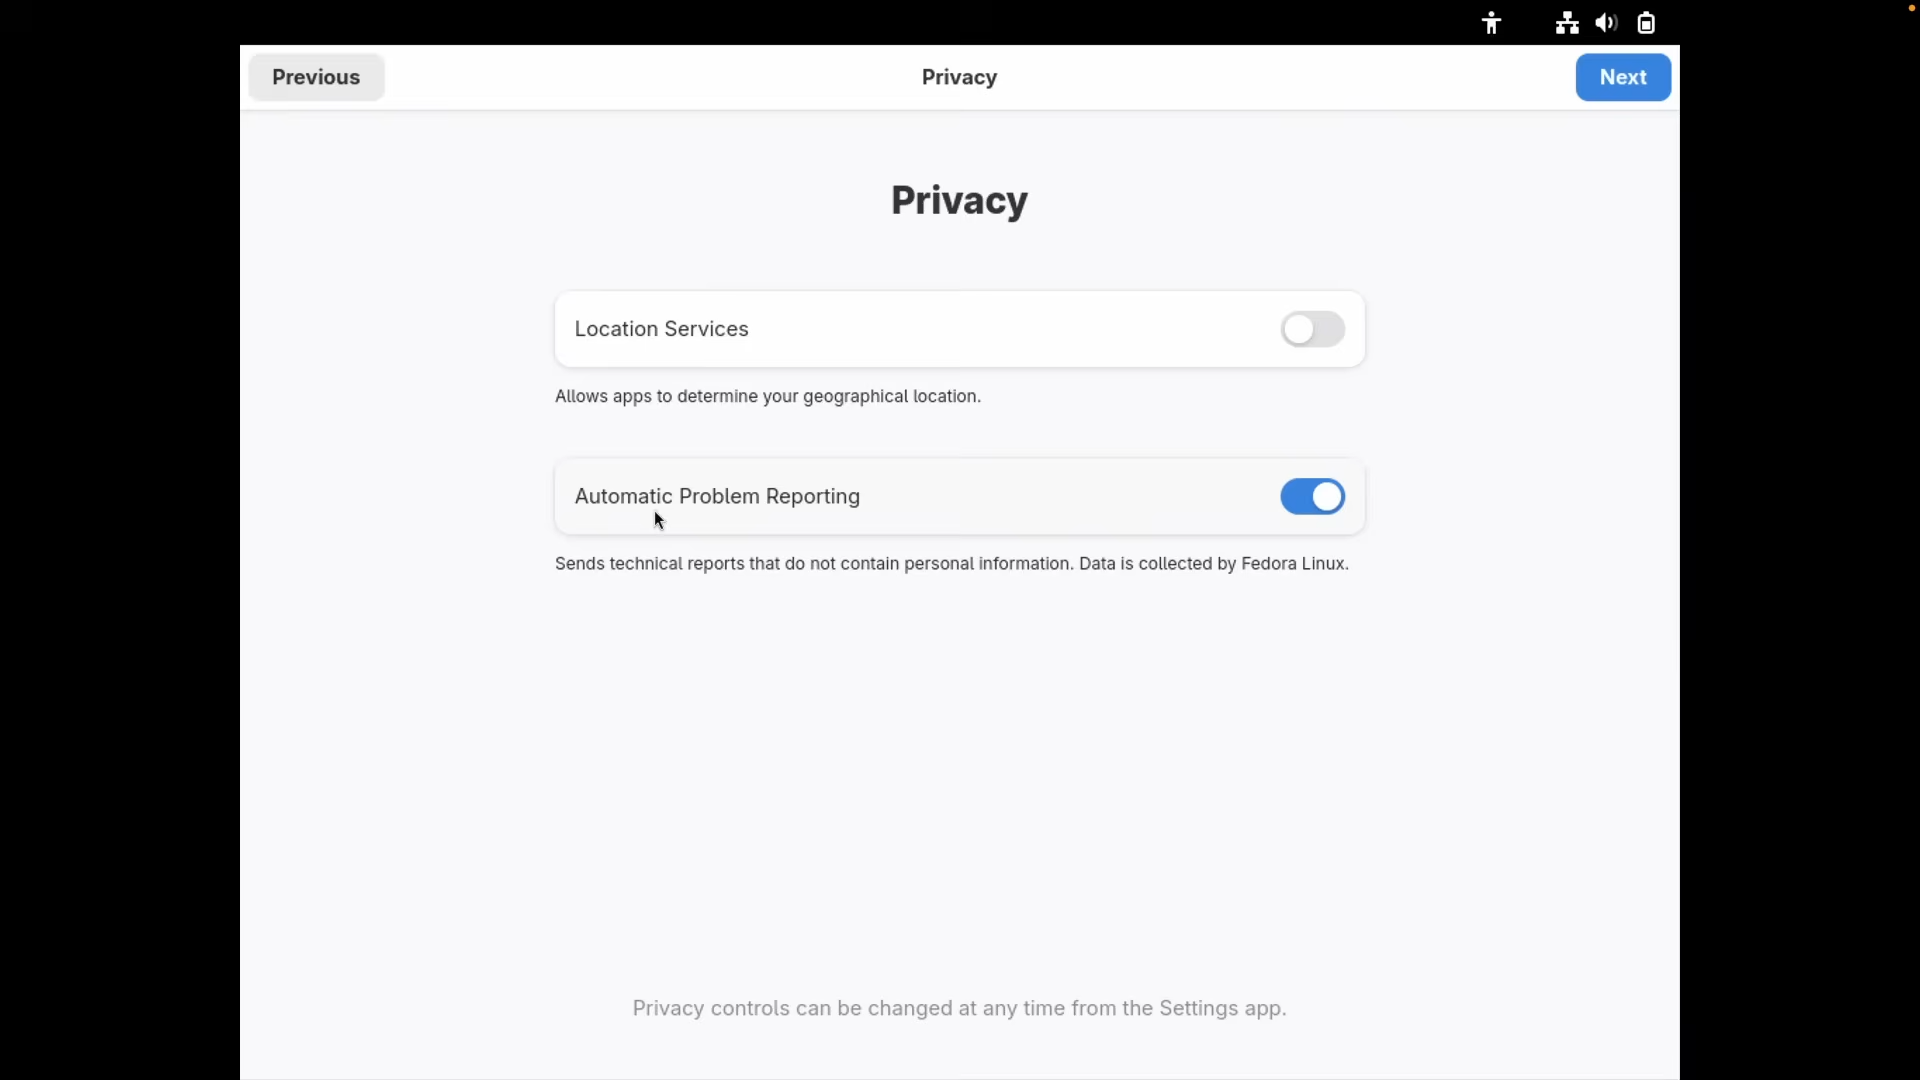 Previous
Privacy
Next
Privacy
Location Services
Allows apps to determine your geographical location.
Automatic Problem Reporting
Sends technical reports that do not contain personal information. Data is collected by Fedora Linux.
Privacy controls can be changed at any time from the Settings app.